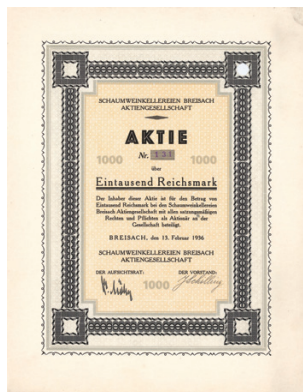 SCHAUMWEINKELLEREIEN BREISACH
AKTIENGESELLSCHAFT
AKTIE
1000 Nr. 1000
über
Eintausend Reichsmark
Der Inhaber dieser Aktie ist für den Betrag von
Eintausend Reichsmark bei den Schaumweinkellereien
Breisach Aktiengesellschaft mit allen satzungsmäßigen
Rechten und Pflichten als Aktionär an der
Gesellschaft beteiligt.
BREISACH, den 15. Februar 1936
SCHAUMWEINKELLEREIEN BREISACH
AKTIENGESELLSCHAFT
DER AUFSICHTSRAT: DER VORSTAND:
1000